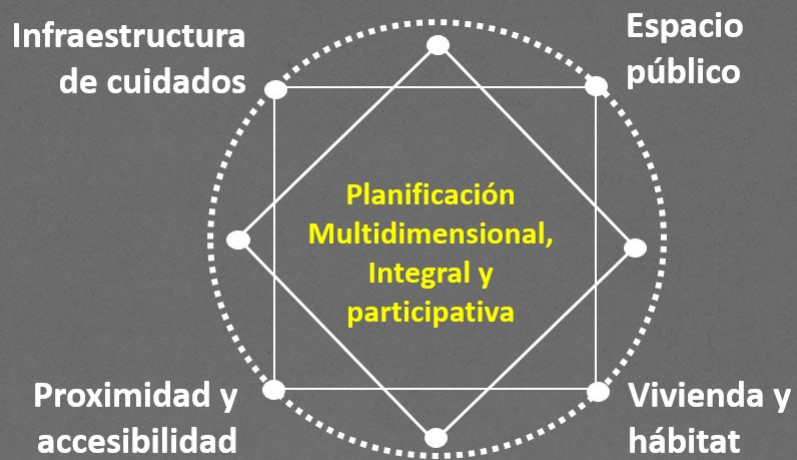 Infraestructura
de cuidados
Espacio
público
Planificación
Multidimensional,
Integral y
participativa
Proximidad y
accesibilidad
Vivienda y
hábitat